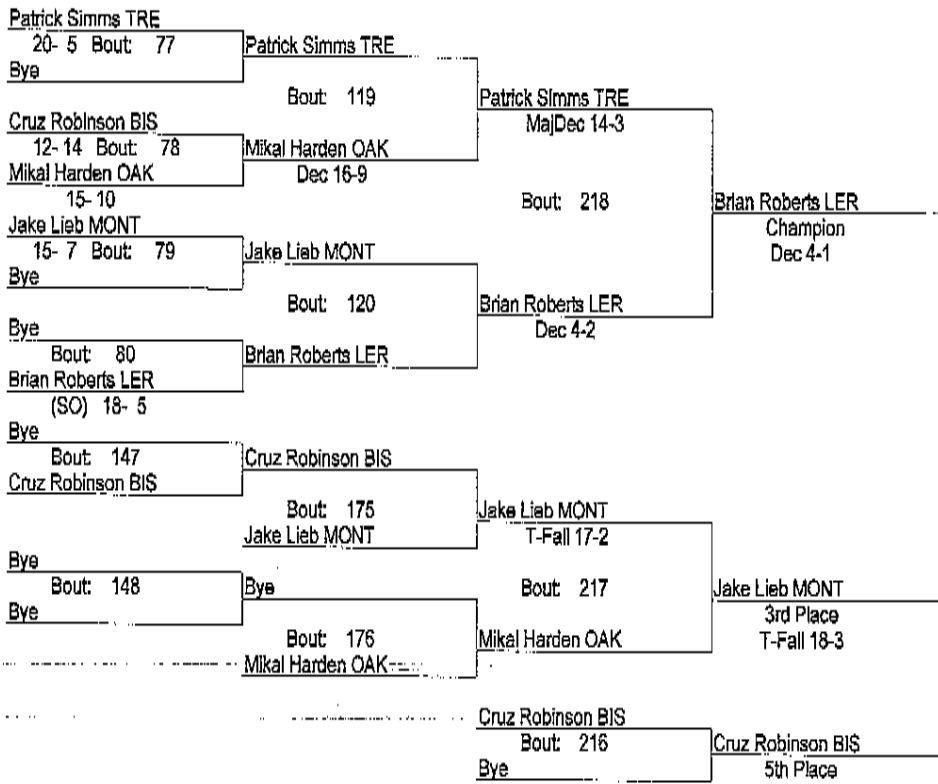 Patrick Simms TRE
20- 5 Bout: 77
Bye
Patrick Simms TRE
Bout: 119
Cruz Robinson BIS
12- 14 Bout: 78
Mikal Harden OAK
15- 10
Mikal Harden OAK
Dec 16-9
Patrick Simms TRE
MajDec 14-3
Jake Lieb MONT
15- 7 Bout: 79
Bye
Jake Lieb MONT
Bout: 120
Bye
Bout: 80
Brian Roberts LER
(SO) 18- 5
Brian Roberts LER
Brian Roberts LER
Dec 4-2
Bout: 218
Brian Roberts LER
Champion
Dec 4-1
Bye
Bout: 147
Cruz Robinson BIS
Cruz Robinson BIS
Bout: 175
Jake Lieb MONT
Jake Lieb MONT
T-Fall 17-2
Bye
Bout: 148
Bye
Bye
Bout: 176
Mikal Harden OAK
Bout: 217
Mikal Harden OAK
Jake Lieb MONT
3rd Place
T-Fall 18-3
Cruz Robinson BIS
Bout: 216
Bye
Cruz Robinson BIS
5th Place